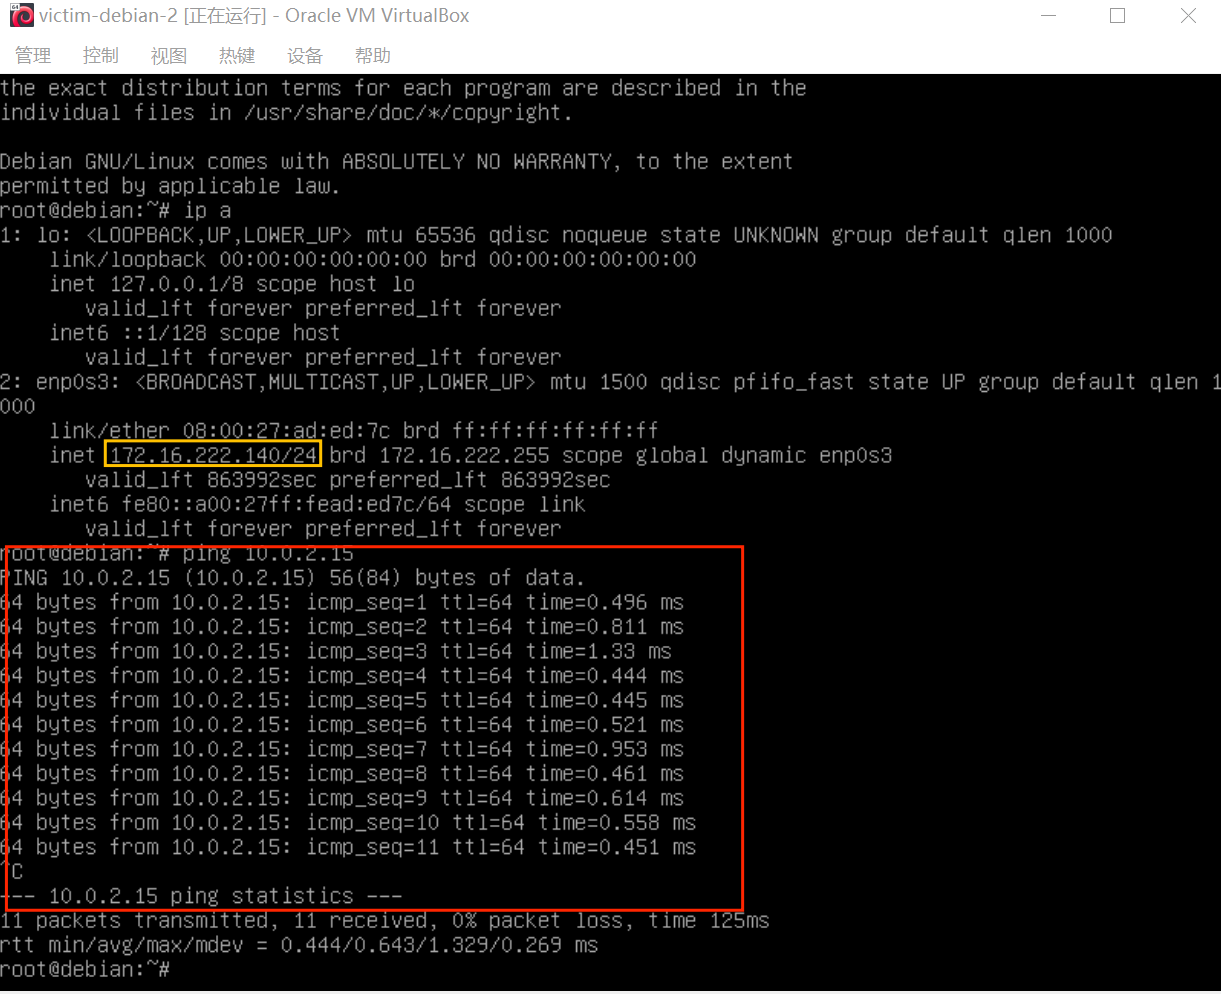 victim-debian-2 [正在运行] - Oracle VM VirtualBox
管理 控制 视图 热键 设备 帮助
the exact distribution terms for each program are described in the
individual files in /usr/share/doc/*/copyright.
Debian GNU/Linux comes with ABSOLUTELY NO WARRANTY, to the extent
permitted by applicable law.
root@debian:~# ip a
1: lo: <LOOPBACK,UP,LOWER_UP> mtu 65536 qdisc noqueue state UNKNOWN group default qlen 1000
    link/loopback 00:00:00:00:00:00 brd 00:00:00:00:00:00
    inet 127.0.0.1/8 scope host lo
       valid_lft forever preferred_lft forever
    inet6 ::1/128 scope host
       valid_lft forever preferred_lft forever
2: enp0s3: <BROADCAST,MULTICAST,UP,LOWER_UP> mtu 1500 qdisc pfifo_fast state UP group default qlen 1
000
    link/ether 08:00:27:ad:ed:7c brd ff:ff:ff:ff:ff:ff
    inet 172.16.222.140/24 brd 172.16.222.255 scope global dynamic enp0s3
       valid_lft 863992sec preferred_lft 863992sec
    inet6 fe80::a00:27ff:fead:ed7c/64 scope link
       valid_lft forever preferred_lft forever
root@debian:~# ping 10.0.2.15
PING 10.0.2.15 (10.0.2.15) 56(84) bytes of data.
64 bytes from 10.0.2.15: icmp_seq=1 ttl=64 time=0.496 ms
64 bytes from 10.0.2.15: icmp_seq=2 ttl=64 time=0.811 ms
64 bytes from 10.0.2.15: icmp_seq=3 ttl=64 time=1.33 ms
64 bytes from 10.0.2.15: icmp_seq=4 ttl=64 time=0.444 ms
64 bytes from 10.0.2.15: icmp_seq=5 ttl=64 time=0.445 ms
64 bytes from 10.0.2.15: icmp_seq=6 ttl=64 time=0.521 ms
64 bytes from 10.0.2.15: icmp_seq=7 ttl=64 time=0.953 ms
64 bytes from 10.0.2.15: icmp_seq=8 ttl=64 time=0.461 ms
64 bytes from 10.0.2.15: icmp_seq=9 ttl=64 time=0.614 ms
64 bytes from 10.0.2.15: icmp_seq=10 ttl=64 time=0.558 ms
64 bytes from 10.0.2.15: icmp_seq=11 ttl=64 time=0.451 ms
^C
--- 10.0.2.15 ping statistics ---
11 packets transmitted, 11 received, 0% packet loss, time 125ms
rtt min/avg/max/mdev = 0.444/0.643/1.329/0.269 ms
root@debian:~#